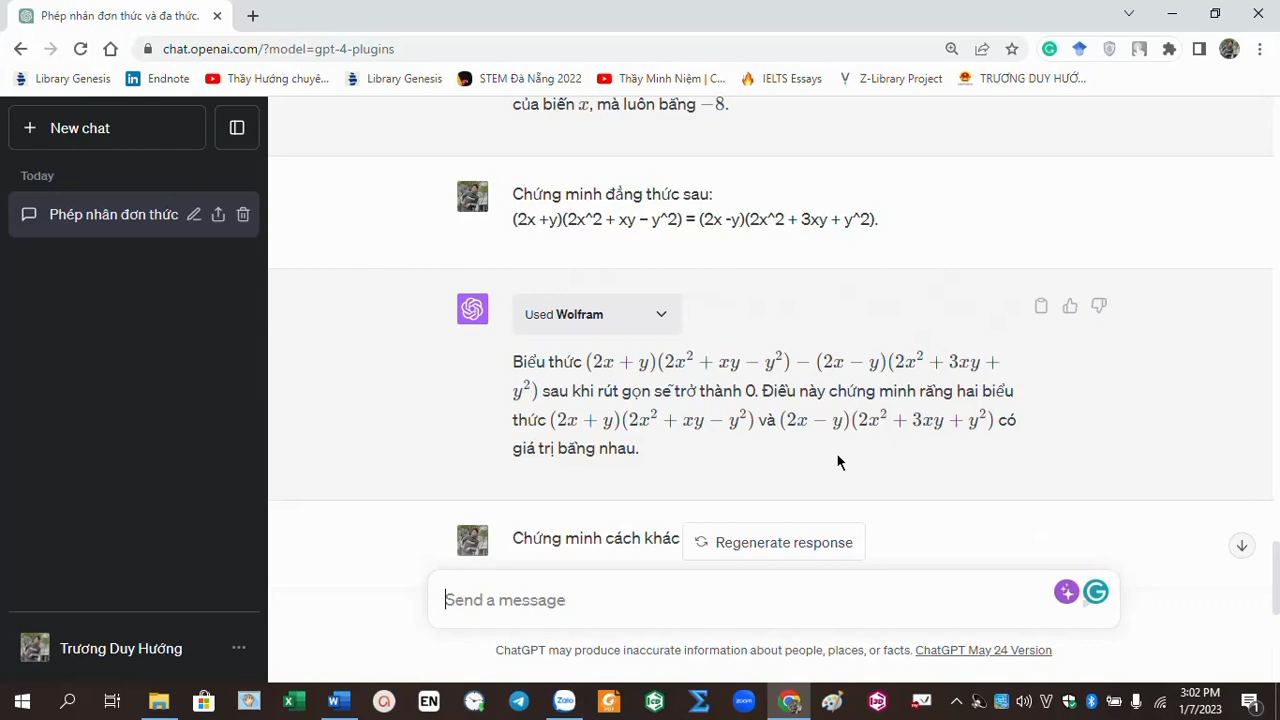 Phép nhân đơn thức và đa thức.
chat.openai.com/?model=gpt-4-plugins
Library Genesis
Endnote
Thầy Hướng chuyê...
Library Genesis
STEM Đà Nẵng 2022
Thầy Minh Niệm | C...
IELTS Essays
Z-Library Project
TRƯƠNG DUY HƯỚ...
New chat
Today
Phép nhân đơn thức
của biến x, mà luôn bằng −8.
Chứng minh đẳng thức sau:
(2x +y)(2x^2 + xy – y^2) = (2x -y)(2x^2 + 3xy + y^2).
Used Wolfram
Biểu thức (2x + y)(2x² + xy − y²) − (2x − y)(2x² + 3xy +
y²) sau khi rút gọn sẽ trở thành 0. Điều này chứng minh rằng hai biểu
thức (2x + y)(2x² + xy − y²) và (2x − y)(2x² + 3xy + y²) có
giá trị bằng nhau.
Chứng minh cách khác
Regenerate response
Send a message
ChatGPT may produce inaccurate information about people, places, or facts. ChatGPT May 24 Version
Trương Duy Hướng
EN
zoom
3:02 PM
1/7/2023